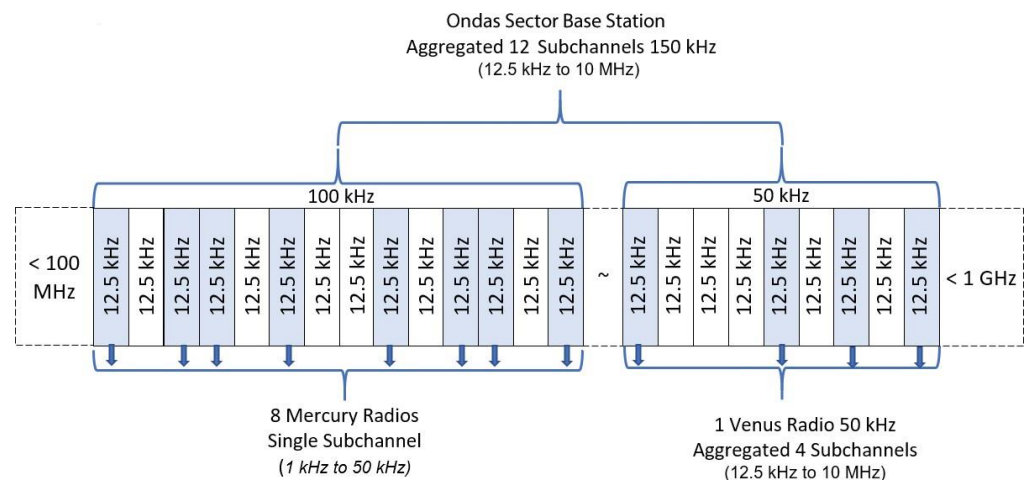 Ondas Sector Base Station
Aggregated 12 Subchannels 150 kHz
(12.5 kHz to 10 MHz)
100 kHz
50 kHz
< 100
MHz
12.5 kHz
12.5 kHz
12.5 kHz
12.5 kHz
12.5 kHz
12.5 kHz
12.5 kHz
12.5 kHz
12.5 kHz
12.5 kHz
12.5 kHz
12.5 kHz
12.5 kHz
12.5 kHz
~
12.5 kHz
12.5 kHz
12.5 kHz
12.5 kHz
12.5 kHz
12.5 kHz
12.5 kHz
12.5 kHz
12.5 kHz
< 1 GHz
8 Mercury Radios
Single Subchannel
(1 kHz to 50 kHz)
1 Venus Radio 50 kHz
Aggregated 4 Subchannels
(12.5 kHz to 10 MHz)